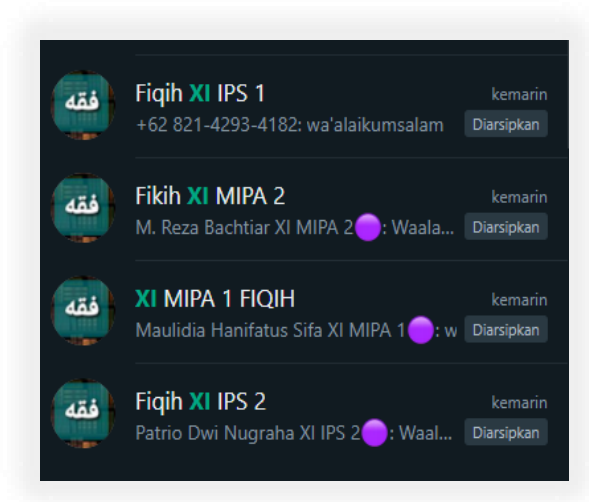 فقه
Fiqih XI IPS 1
kemarin
+62 821-4293-4182: wa'alaikumsalam
Diarsipkan
فقه
Fikih XI MIPA 2
kemarin
M. Reza Bachtiar XI MIPA 2🟣: Waala...
Diarsipkan
فقه
XI MIPA 1 FIQIH
kemarin
Maulidia Hanifatus Sifa XI MIPA 1🟣: w
Diarsipkan
فقه
Fiqih XI IPS 2
kemarin
Patrio Dwi Nugraha XI IPS 2🟣: Waal...
Diarsipkan